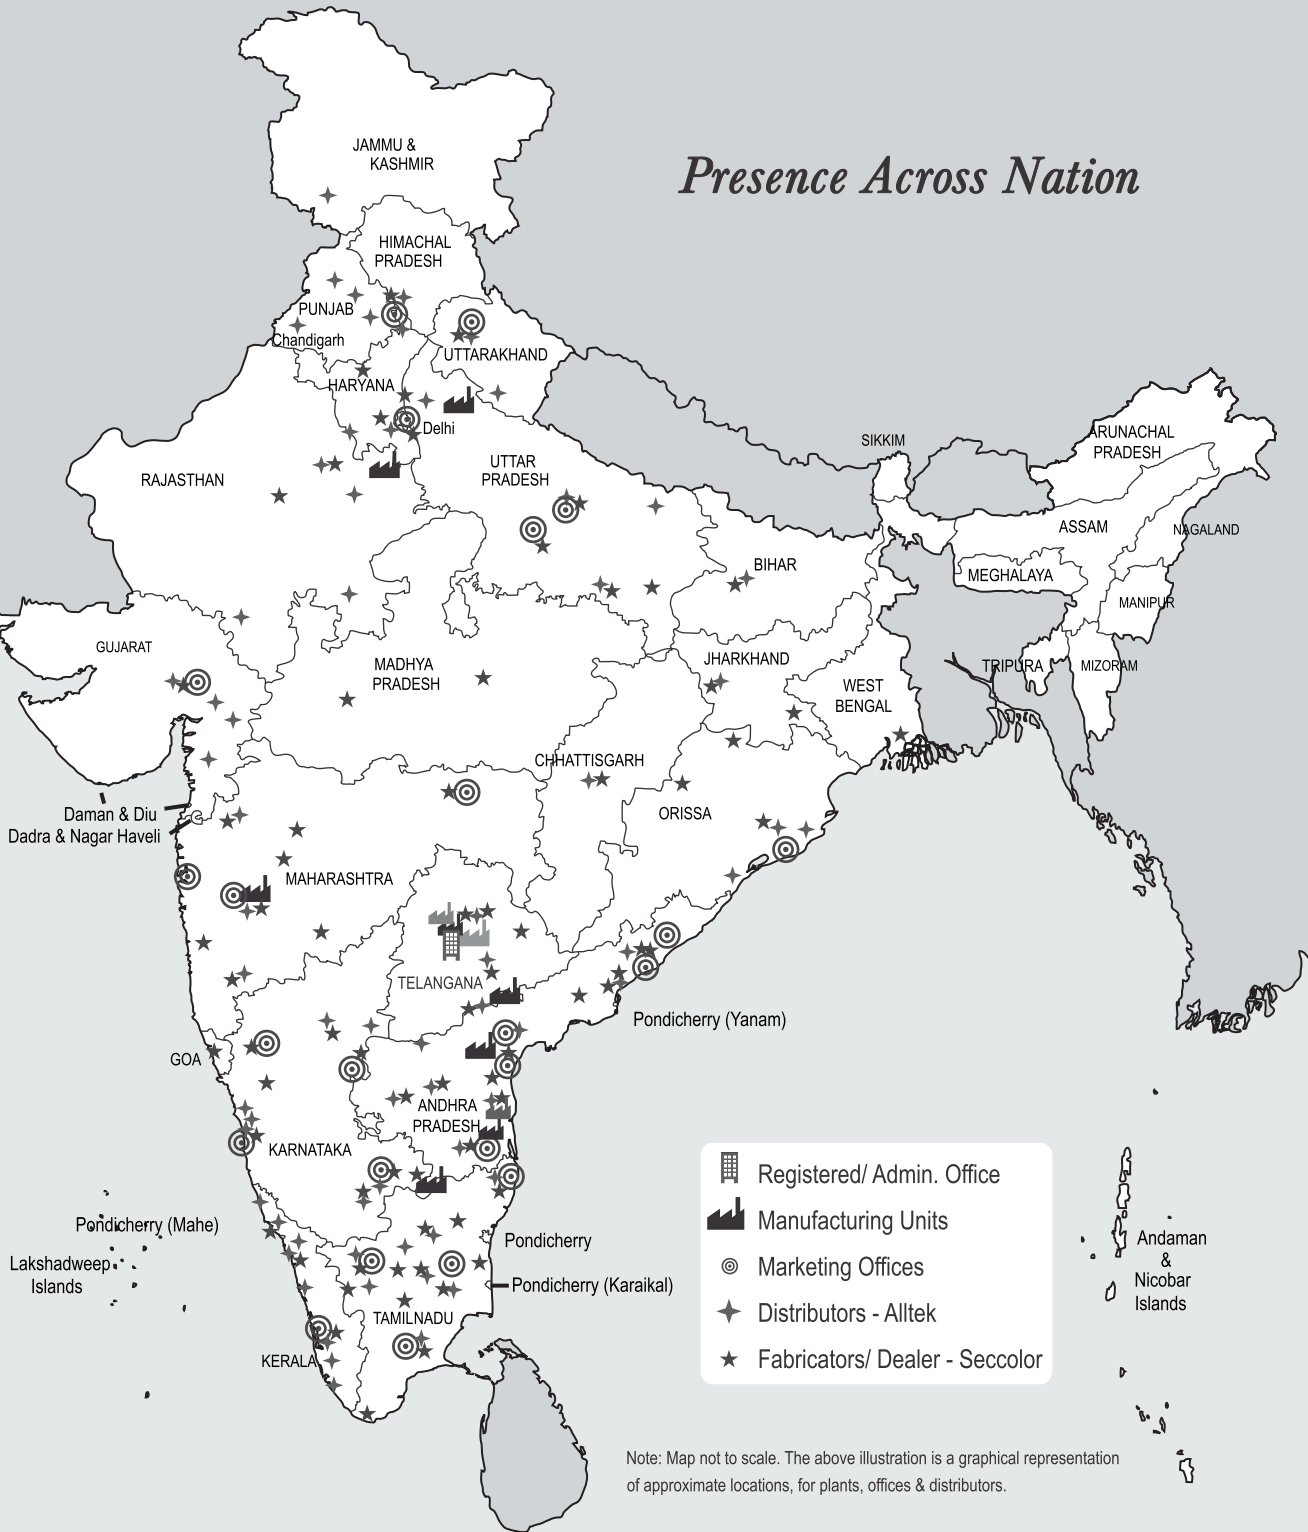 JAMMU &
KASHMIR
Presence Across Nation
HIMACHAL
PRADESH
PUNJAB
Chandigarh
UTTARAKHAND
HARYANA
Delhi
SIKKIM
ARUNACHAL
PRADESH
RAJASTHAN
UTTAR
PRADESH
ASSAM
NAGALAND
BIHAR
MEGHALAYA
MANIPUR
GUJARAT
MADHYA
PRADESH
JHARKHAND
TRIPURA
MIZORAM
WEST
BENGAL
CHHATTISGARH
Daman & Diu
Dadra & Nagar Haveli
ORISSA
MAHARASHTRA
TELANGANA
Pondicherry (Yanam)
GOA
ANDHRA
PRADESH
KARNATAKA
Registered/ Admin. Office
Manufacturing Units
Marketing Offices
Distributors - Alltek
Fabricators/ Dealer - Seccolor
Pondicherry (Mahe)
Lakshadweep
Islands
Pondicherry
Pondicherry (Karaikal)
Andaman
&
Nicobar
Islands
TAMILNADU
KERALA
Note: Map not to scale. The above illustration is a graphical representation
of approximate locations, for plants, offices & distributors.